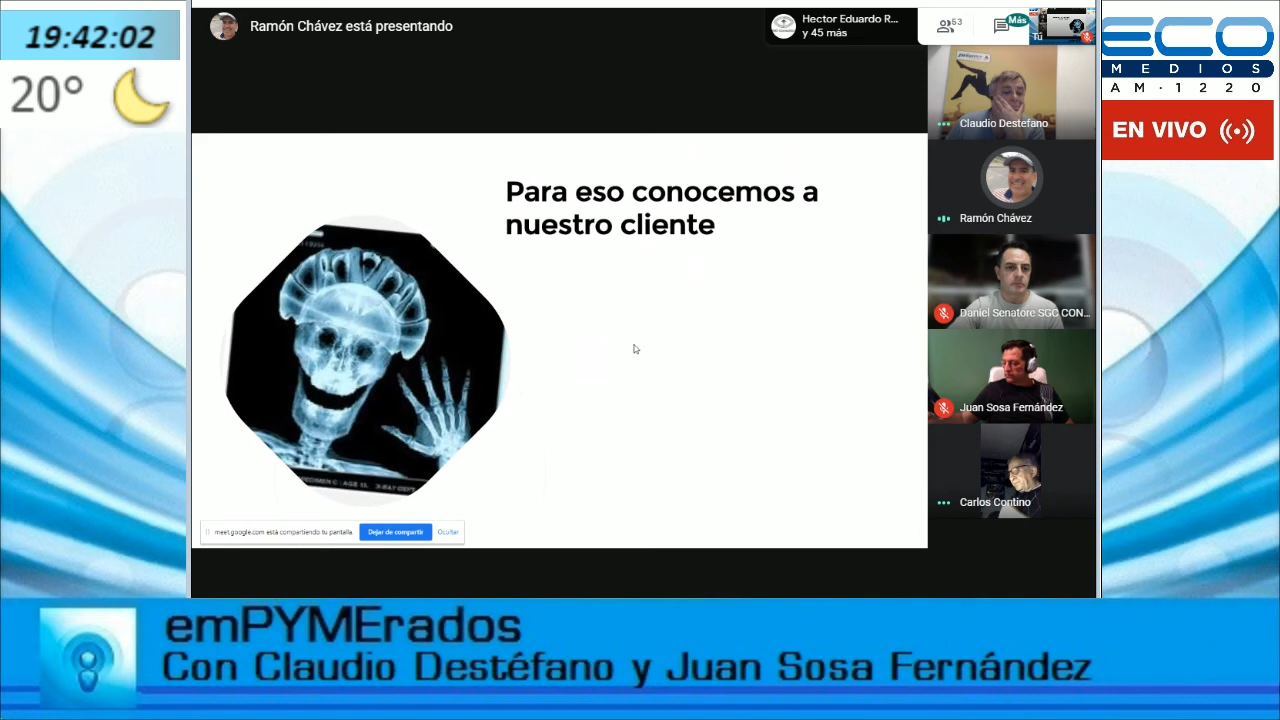 19:42:02
20°
Ramón Chávez está presentando
Hector Eduardo R...
y 45 más
53
Más
Tú
ECO
MEDIOS
AM·1220
EN VIVO
Claudio Destefano
Ramón Chávez
Daniel Senatore SGC CON...
Juan Sosa Fernández
Carlos Contino
Para eso conocemos a
nuestro cliente
meet.google.com está compartiendo tu pantalla.
Dejar de compartir
Ocultar
emPYMErados
Con Claudio Destéfano y Juan Sosa Fernández